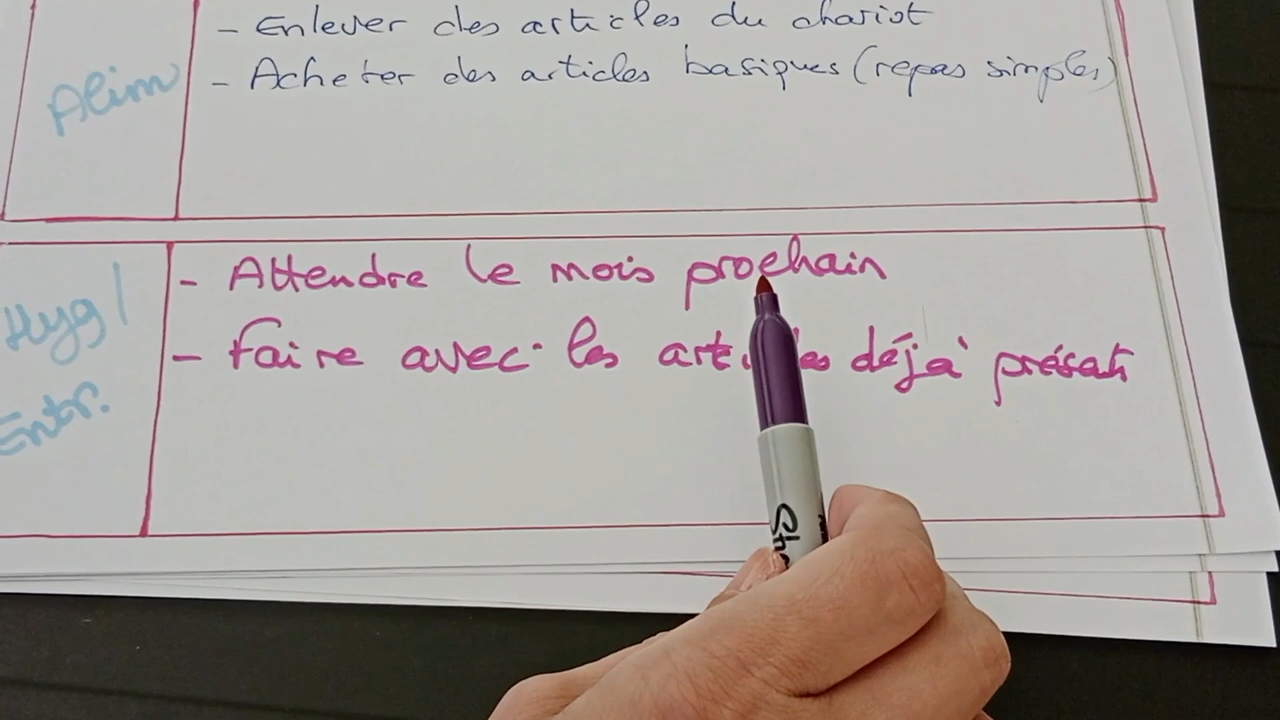 - Enlever des articles du chariot
- Acheter des articles basiques (repas simples)
Alim
- Attendre le mois prochain
- Faire avec les articles déjà présents
Hyg/
Entr.